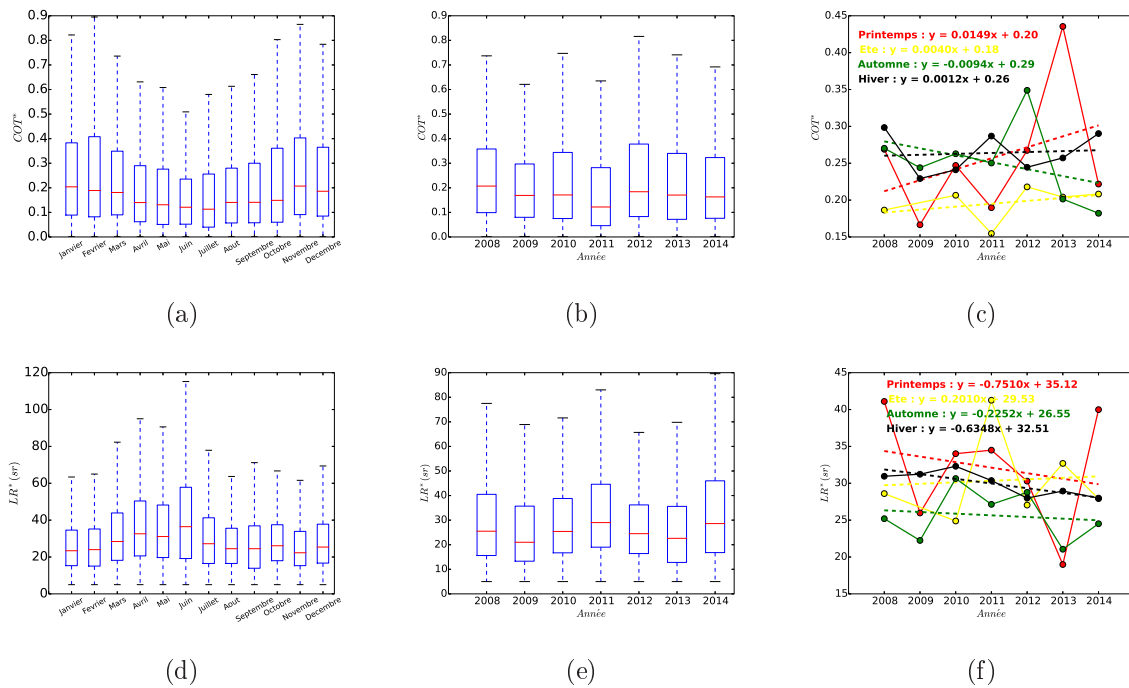 0.9
0.8
0.7
0.6
0.5
0.4
0.3
0.2
0.1
0.0
COT*
Janvier
Fevrier
Mars
Avril
Mai
Juin
Juillet
Aout
Septembre
Octobre
Novembre
Decembre
(a)
0.9
0.8
0.7
0.6
0.5
0.4
0.3
0.2
0.1
0.0
COT*
2008 2009 2010 2011 2012 2013 2014
Année
(b)
0.45
0.40
0.35
0.30
0.25
0.20
0.15
COT*
Printemps : y = 0.0149x + 0.20
Ete : y = 0.0040x + 0.18
Automne : y = -0.0094x + 0.29
Hiver : y = 0.0012x + 0.26
2008 2009 2010 2011 2012 2013 2014
Année
(c)
120
100
80
60
40
20
0
LR* (sr)
Janvier
Fevrier
Mars
Avril
Mai
Juin
Juillet
Aout
Septembre
Octobre
Novembre
Decembre
(d)
90
80
70
60
50
40
30
20
10
0
LR* (sr)
2008 2009 2010 2011 2012 2013 2014
Année
(e)
45
40
35
30
25
20
15
LR* (sr)
Printemps : y = -0.7510x + 35.12
Ete : y = 0.2010x + 29.53
Automne : y = -0.2252x + 26.55
Hiver : y = -0.6348x + 32.51
2008 2009 2010 2011 2012 2013 2014
Année
(f)